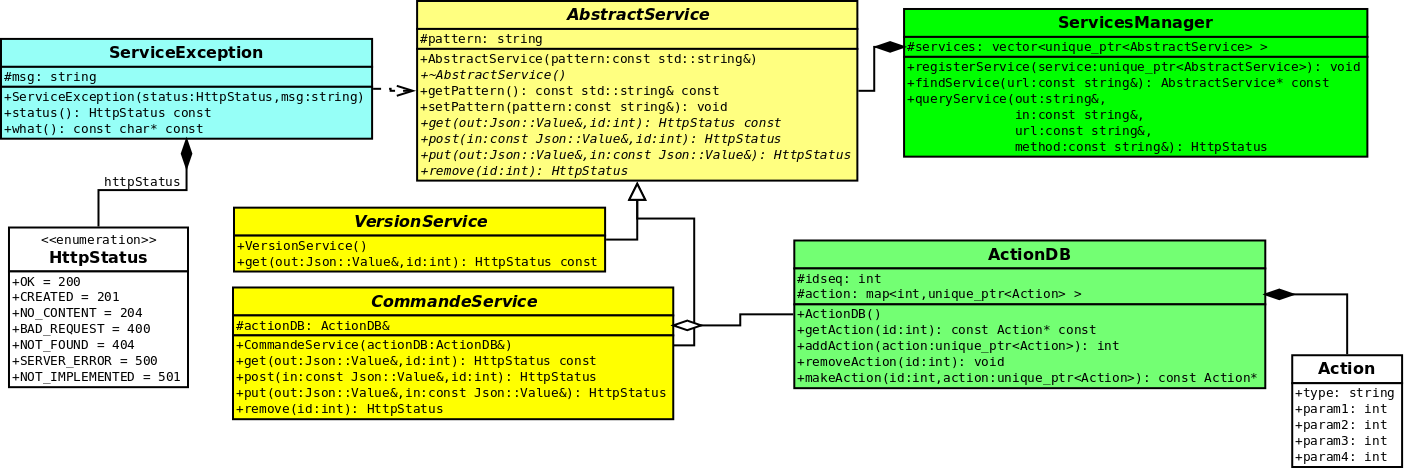 ServiceException
#msg: string
+ServiceException(status:HttpStatus,msg:string)
+status(): HttpStatus const
+what(): const char* const
httpStatus
<<enumeration>>
HttpStatus
+OK = 200
+CREATED = 201
+NO_CONTENT = 204
+BAD_REQUEST = 400
+NOT_FOUND = 404
+SERVER_ERROR = 500
+NOT_IMPLEMENTED = 501
AbstractService
#pattern: string
+AbstractService(pattern:const std::string&)
+~AbstractService()
+getPattern(): const std::string& const
+setPattern(pattern:const string&): void
+get(out:Json::Value&,id:int): HttpStatus const
+post(in:const Json::Value&,id:int): HttpStatus
+put(out:Json::Value&,in:const Json::Value&): HttpStatus
+remove(id:int): HttpStatus
ServicesManager
#services: vector<unique_ptr<AbstractService> >
+registerService(service:unique_ptr<AbstractService>): void
+findService(url:const string&): AbstractService* const
+queryService(out:string&,
in:const string&,
url:const string&,
method:const string&): HttpStatus
VersionService
+VersionService()
+get(out:Json::Value&,id:int): HttpStatus const
CommandeService
#actionDB: ActionDB&
+CommandeService(actionDB:ActionDB&)
+get(out:Json::Value&,id:int): HttpStatus const
+post(in:const Json::Value&,id:int): HttpStatus
+put(out:Json::Value&,in:const Json::Value&): HttpStatus
+remove(id:int): HttpStatus
ActionDB
#idseq: int
#action: map<int,unique_ptr<Action> >
+ActionDB()
+getAction(id:int): const Action* const
+addAction(action:unique_ptr<Action>): int
+removeAction(id:int): void
+makeAction(id:int,action:unique_ptr<Action>): const Action*
Action
+type: string
+param1: int
+param2: int
+param3: int
+param4: int